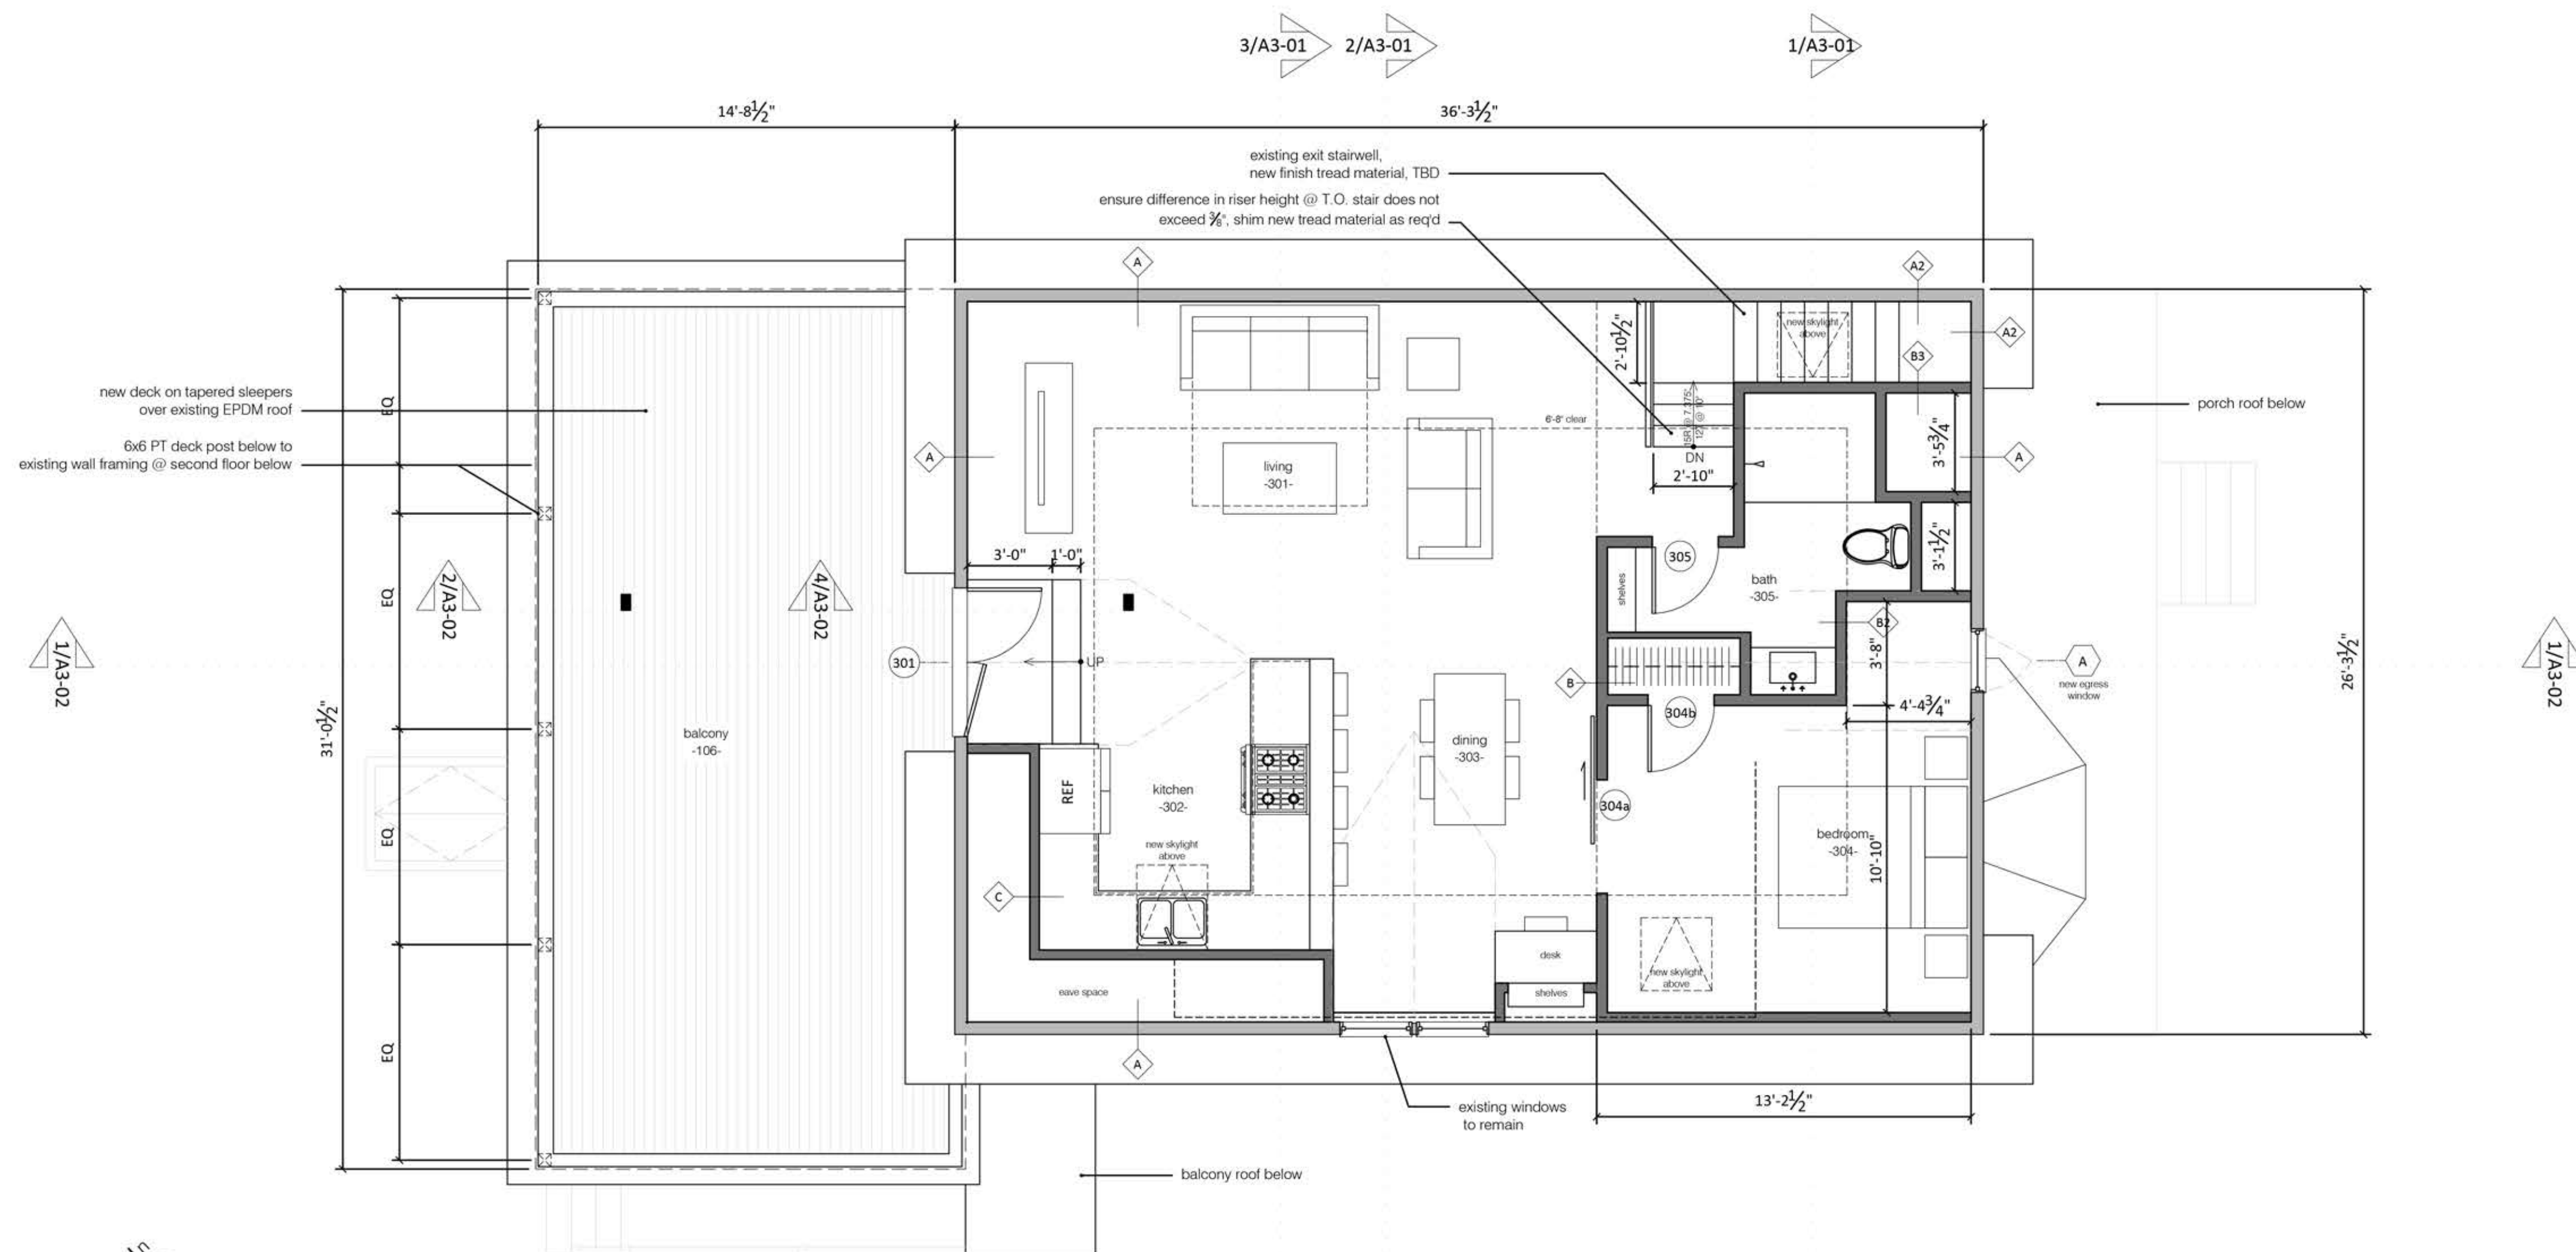 3/A3-01
2/A3-01
1/A3-01
14'-8½"
36'-3½"
existing exit stairwell,
new finish tread material, TBD
ensure difference in riser height @ T.O. stair does not
exceed ⅜", shim new tread material as req'd
A
A2
new skylight
above
2'-10½"
A2
B3
new deck on tapered sleepers
over existing EPDM roof
EQ
6'-8" clear
15R @ 7.375"
12T @ 10"
porch roof below
6x6 PT deck post below to
existing wall framing @ second floor below
A
living
-301-
DN
2'-10"
3'-5¾"
A
3'-0"
1'-0"
305
shelves
bath
-305-
3'-1½"
EQ
2/A3-02
4/A3-02
1/A3-02
301
UP
B
B2
3'-8"
A
new egress
window
26'-3½"
1/A3-02
31'-0½"
balcony
-106-
304b
4'-4¾"
dining
-303-
REF
kitchen
-302-
304a
bedroom
-304-
10'-10"
EQ
new skylight
above
C
desk
new skylight
above
eave space
shelves
EQ
A
existing windows
to remain
13'-2½"
balcony roof below